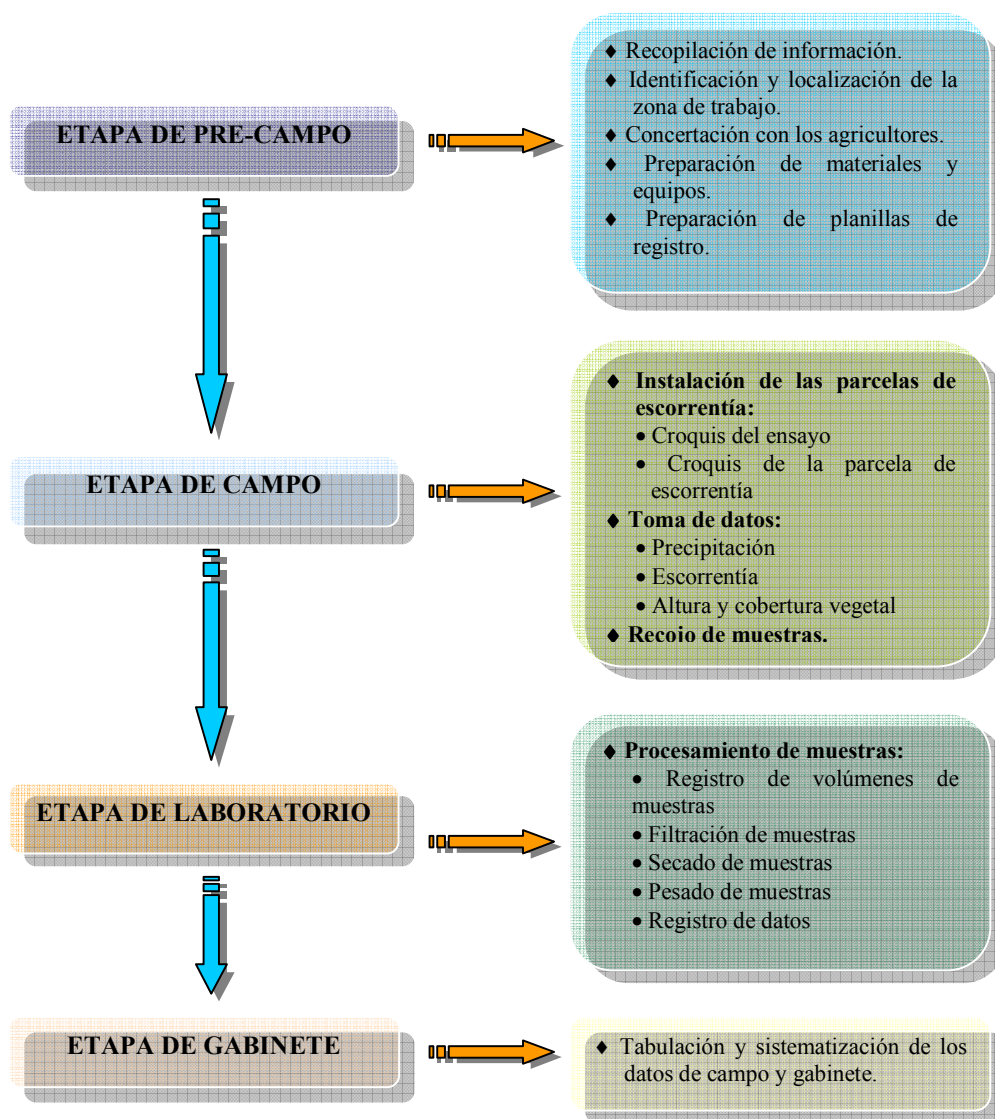 ETAPA DE PRE-CAMPO
♦ Recopilación de información.
♦ Identificación y localización de la
zona de trabajo.
♦ Concertación con los agricultores.
♦ Preparación de materiales y
equipos.
♦ Preparación de planillas de
registro.
ETAPA DE CAMPO
♦ Instalación de las parcelas de
escorrentía:
• Croquis del ensayo
• Croquis de la parcela de
escorrentía
♦ Toma de datos:
• Precipitación
• Escorrentía
• Altura y cobertura vegetal
♦ Recojo de muestras.
ETAPA DE LABORATORIO
♦ Procesamiento de muestras:
• Registro de volúmenes de
muestras
• Filtración de muestras
• Secado de muestras
• Pesado de muestras
• Registro de datos
ETAPA DE GABINETE
♦ Tabulación y sistematización de los
datos de campo y gabinete.